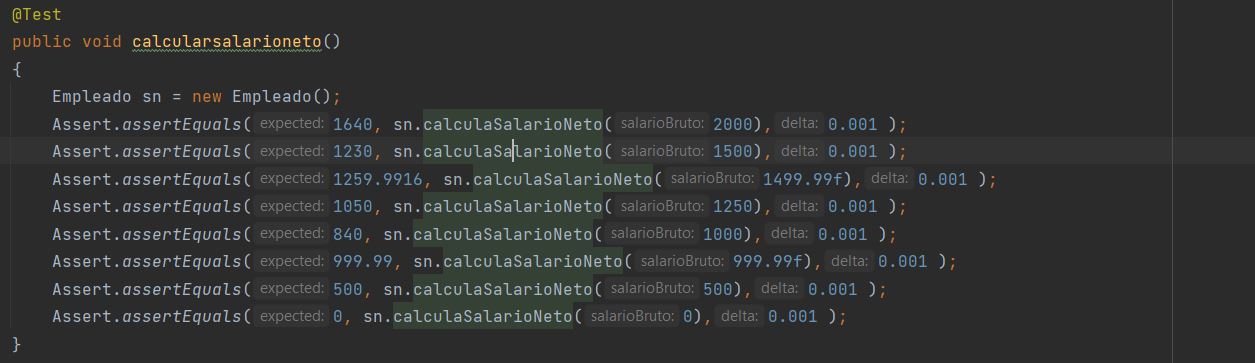 @Test
public void calcularsalarioneto()
{
Empleado sn = new Empleado();
Assert.assertEquals( expected: 1640, sn.calculaSalarioNeto( salarioBruto: 2000), delta: 0.001 );
Assert.assertEquals( expected: 1230, sn.calculaSalarioNeto( salarioBruto: 1500), delta: 0.001 );
Assert.assertEquals( expected: 1259.9916, sn.calculaSalarioNeto( salarioBruto: 1499.99f), delta: 0.001 );
Assert.assertEquals( expected: 1050, sn.calculaSalarioNeto( salarioBruto: 1250), delta: 0.001 );
Assert.assertEquals( expected: 840, sn.calculaSalarioNeto( salarioBruto: 1000), delta: 0.001 );
Assert.assertEquals( expected: 999.99, sn.calculaSalarioNeto( salarioBruto: 999.99f), delta: 0.001 );
Assert.assertEquals( expected: 500, sn.calculaSalarioNeto( salarioBruto: 500), delta: 0.001 );
Assert.assertEquals( expected: 0, sn.calculaSalarioNeto( salarioBruto: 0), delta: 0.001 );
}